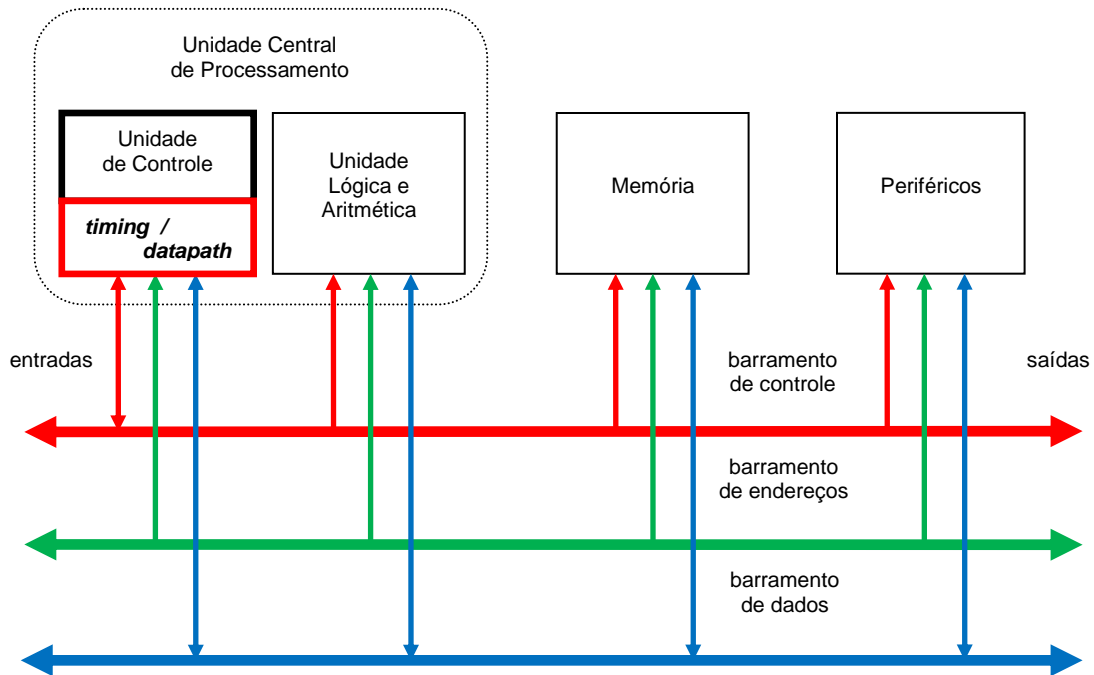 Unidade Central
de Processamento
Unidade
de Controle
timing /
datapath
Unidade
Lógica e
Aritmética
Memória
Periféricos
entradas
barramento
de controle
saídas
barramento
de endereços
barramento
de dados